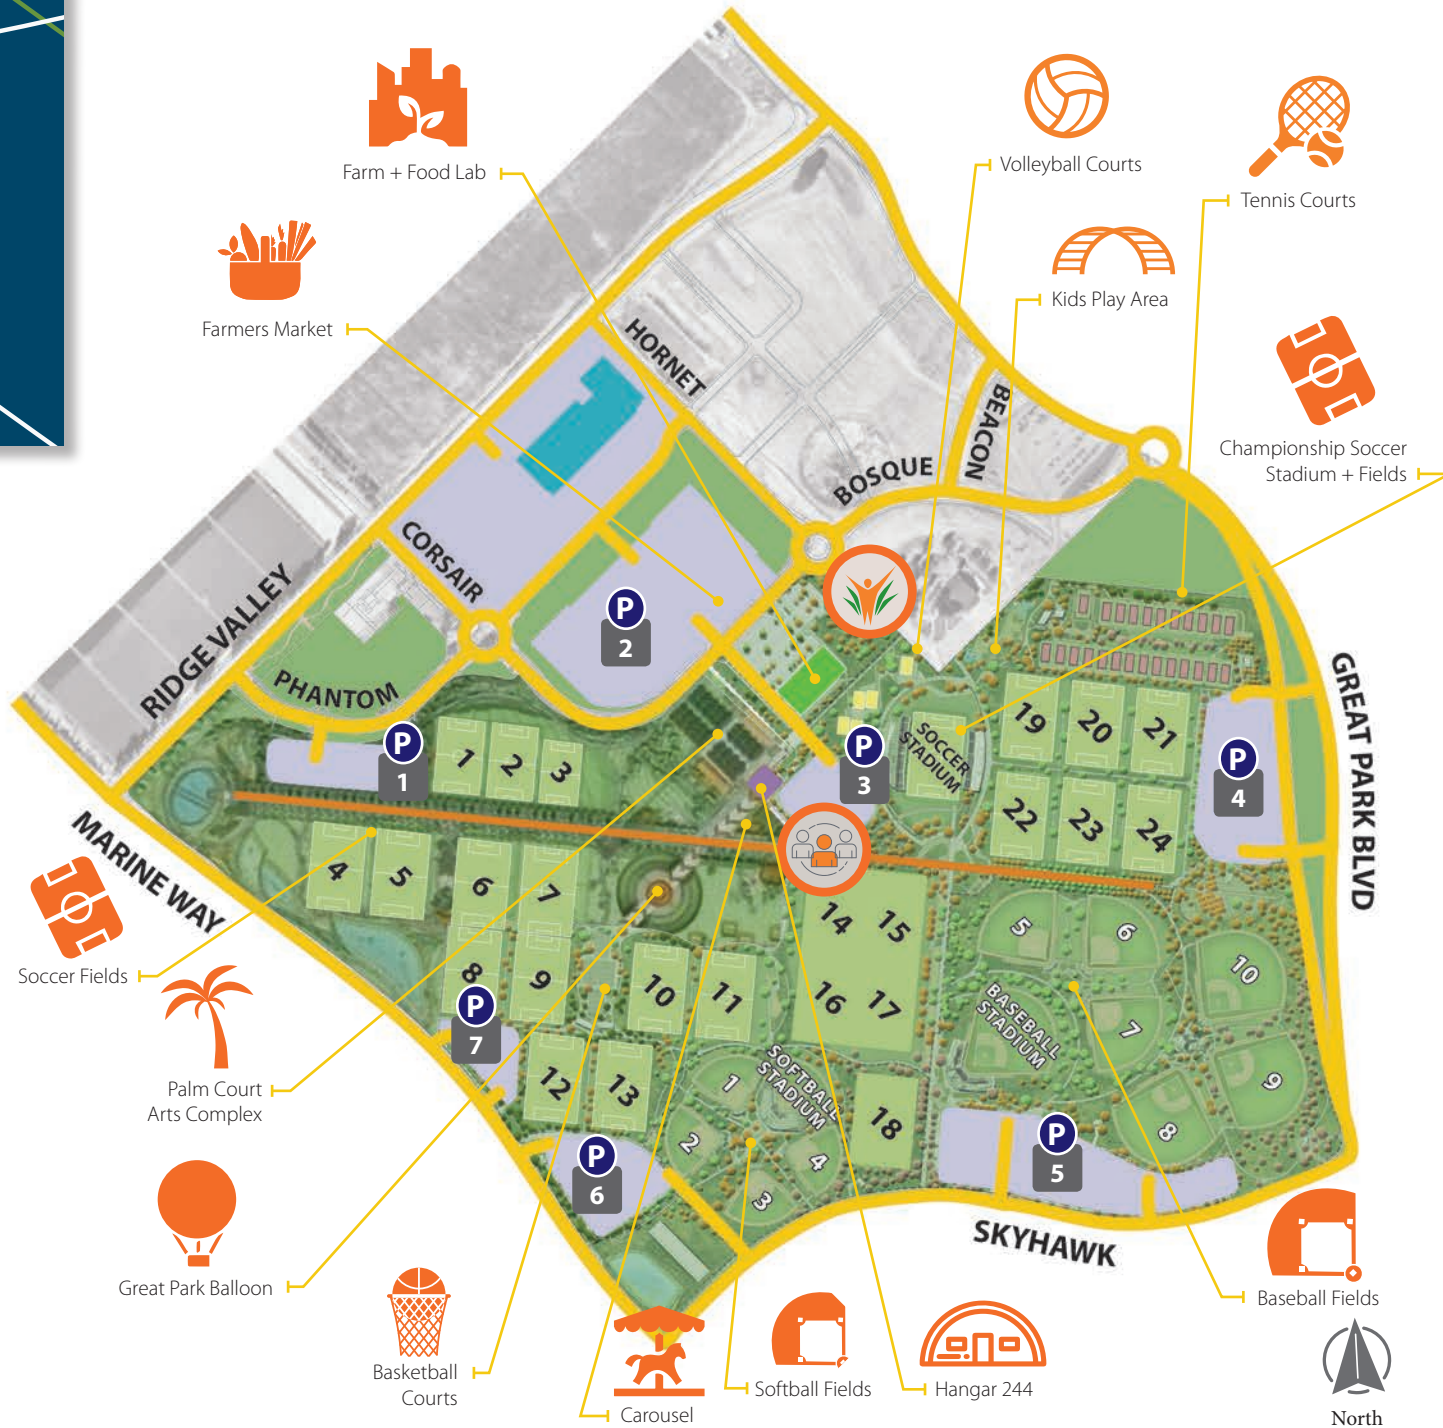 Farm + Food Lab
Volleyball Courts
Tennis Courts
Kids Play Area
Farmers Market
HORNET
BEACON
Championship Soccer
Stadium + Fields
BOSQUE
CORSAIR
RIDGE VALLEY
P
2
PHANTOM
GREAT PARK BLVD
P
1
1
2
3
P
3
SOCCER
STADIUM
19
20
21
P
4
22
23
24
MARINE WAY
4
5
6
7
14
15
5
6
Soccer Fields
8
9
10
11
16
17
BASEBALL
STADIUM
7
10
P
7
Palm Court
Arts Complex
12
13
1
SOFTBALL
STADIUM
18
9
2
4
3
8
P
5
P
6
SKYHAWK
Great Park Balloon
Baseball Fields
Basketball
Courts
Softball Fields
Hangar 244
Carousel
North